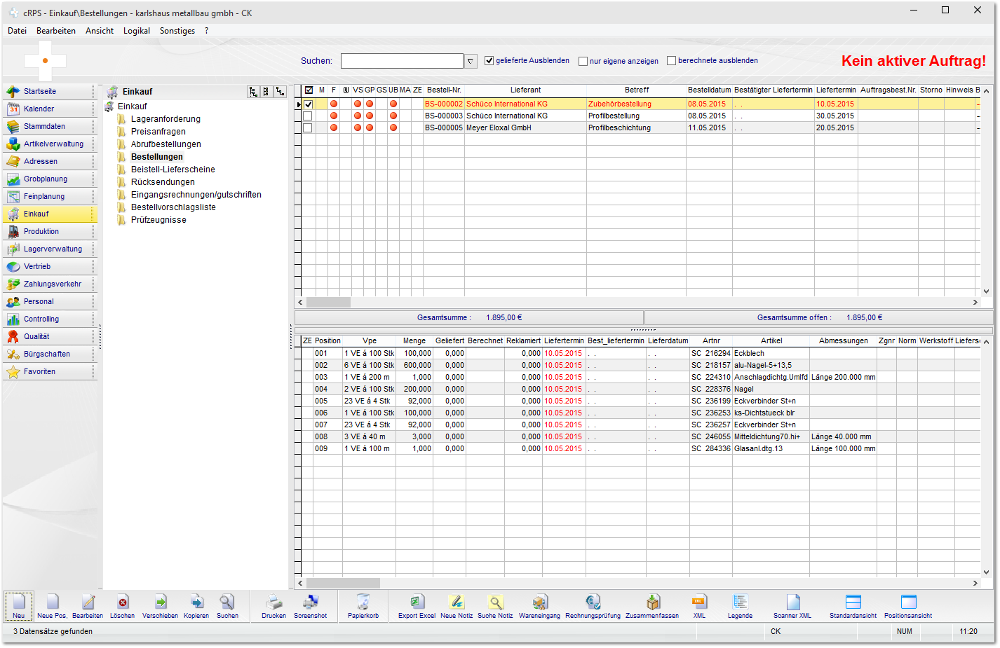 cRPS - Einkauf\Bestellungen - karlshaus metallbau gmbh - CK
Datei Bearbeiten Ansicht Logikal Sonstiges ?
Suchen: gelieferte Ausblenden nur eigene anzeigen berechnete ausblenden Kein aktiver Auftrag!
Startseite
Kalender
Stammdaten
Artikelverwaltung
Adressen
Grobplanung
Feinplanung
Einkauf
Produktion
Lagerverwaltung
Vertrieb
Zahlungsverkehr
Personal
Controlling
Qualität
Bürgschaften
Favoriten
Einkauf
Einkauf
Lageranforderung
Preisanfragen
Abrufbestellungen
Bestellungen
Beistell-Lieferscheine
Rücksendungen
Eingangsrechnungen/gutschriften
Bestellvorschlagsliste
Prüfzeugnisse
M F VS GP GS UB MA ZE Bestell-Nr. Lieferant Betreff Bestelldatum Bestätigter Liefertermin Liefertermin Auftragsbest.Nr. Storno Hinweis B
BS-000002 Schüco International KG Zubehörbestellung 08.05.2015 . . 10.05.2015 –
BS-000003 Schüco International KG Profilbestellung 08.05.2015 . . 30.05.2015 –
BS-000005 Meyer Eloxal GmbH Profilbeschichtung 11.05.2015 . . 20.05.2015 –
Gesamtsumme : 1.895,00 € Gesamtsumme offen : 1.895,00 €
ZE Position Vpe Menge Geliefert Berechnet Reklamiert Liefertermin Best_liefertermin Lieferdatum Artnr Artikel Abmessungen Zgnr Norm Werkstoff Liefersc
001 1 VE á 100 Stk 100,000 0,000 0,000 10.05.2015 . . . . SC 216294 Eckblech
002 6 VE á 100 Stk 600,000 0,000 0,000 10.05.2015 . . . . SC 218157 alu-Nagel-5+13,5
003 1 VE á 200 m 1,000 0,000 0,000 10.05.2015 . . . . SC 224310 Anschlagdichtg.Umlfd Länge 200.000 mm
004 2 VE á 100 Stk 200,000 0,000 0,000 10.05.2015 . . . . SC 228376 Nagel
005 23 VE á 4 Stk 92,000 0,000 0,000 10.05.2015 . . . . SC 236199 Eckverbinder St+n
006 1 VE á 100 Stk 100,000 0,000 0,000 10.05.2015 . . . . SC 236253 ks-Dichtstueck blr
007 23 VE á 4 Stk 92,000 0,000 0,000 10.05.2015 . . . . SC 236257 Eckverbinder St+n
008 3 VE á 40 m 3,000 0,000 0,000 10.05.2015 . . . . SC 246055 Mitteldichtung70.hi+ Länge 40.000 mm
009 1 VE á 100 m 1,000 0,000 0,000 10.05.2015 . . . . SC 284336 Glasanl.dtg.13 Länge 100.000 mm
Neu Neue Pos, Bearbeiten Löschen Verschieben Kopieren Suchen Drucken Screenshot Papierkorb Export Excel Neue Notiz Suche Notiz Wareneingang Rechnungsprüfung Zusammenfassen XML Legende Scanner XML Standardansicht Positionsansicht
3 Datensätze gefunden CK NUM 11:20